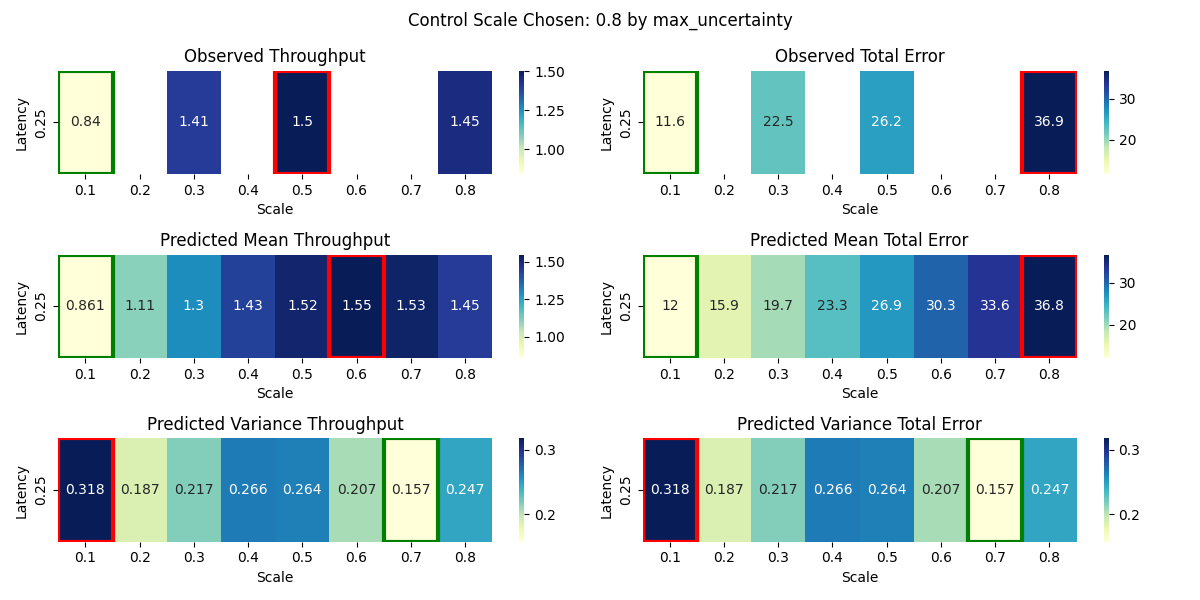 Control Scale Chosen: 0.8 by max_uncertainty
Observed Throughput
Latency
0.25
0.84 1.41 1.5 1.45
0.1 0.2 0.3 0.4 0.5 0.6 0.7 0.8
Scale
1.50
1.25
1.00
Observed Total Error
Latency
0.25
11.6 22.5 26.2 36.9
0.1 0.2 0.3 0.4 0.5 0.6 0.7 0.8
Scale
30
20
Predicted Mean Throughput
Latency
0.25
0.861 1.11 1.3 1.43 1.52 1.55 1.53 1.45
0.1 0.2 0.3 0.4 0.5 0.6 0.7 0.8
Scale
1.50
1.25
1.00
Predicted Mean Total Error
Latency
0.25
12 15.9 19.7 23.3 26.9 30.3 33.6 36.8
0.1 0.2 0.3 0.4 0.5 0.6 0.7 0.8
Scale
30
20
Predicted Variance Throughput
Latency
0.25
0.318 0.187 0.217 0.266 0.264 0.207 0.157 0.247
0.1 0.2 0.3 0.4 0.5 0.6 0.7 0.8
Scale
0.3
0.2
Predicted Variance Total Error
Latency
0.25
0.318 0.187 0.217 0.266 0.264 0.207 0.157 0.247
0.1 0.2 0.3 0.4 0.5 0.6 0.7 0.8
Scale
0.3
0.2